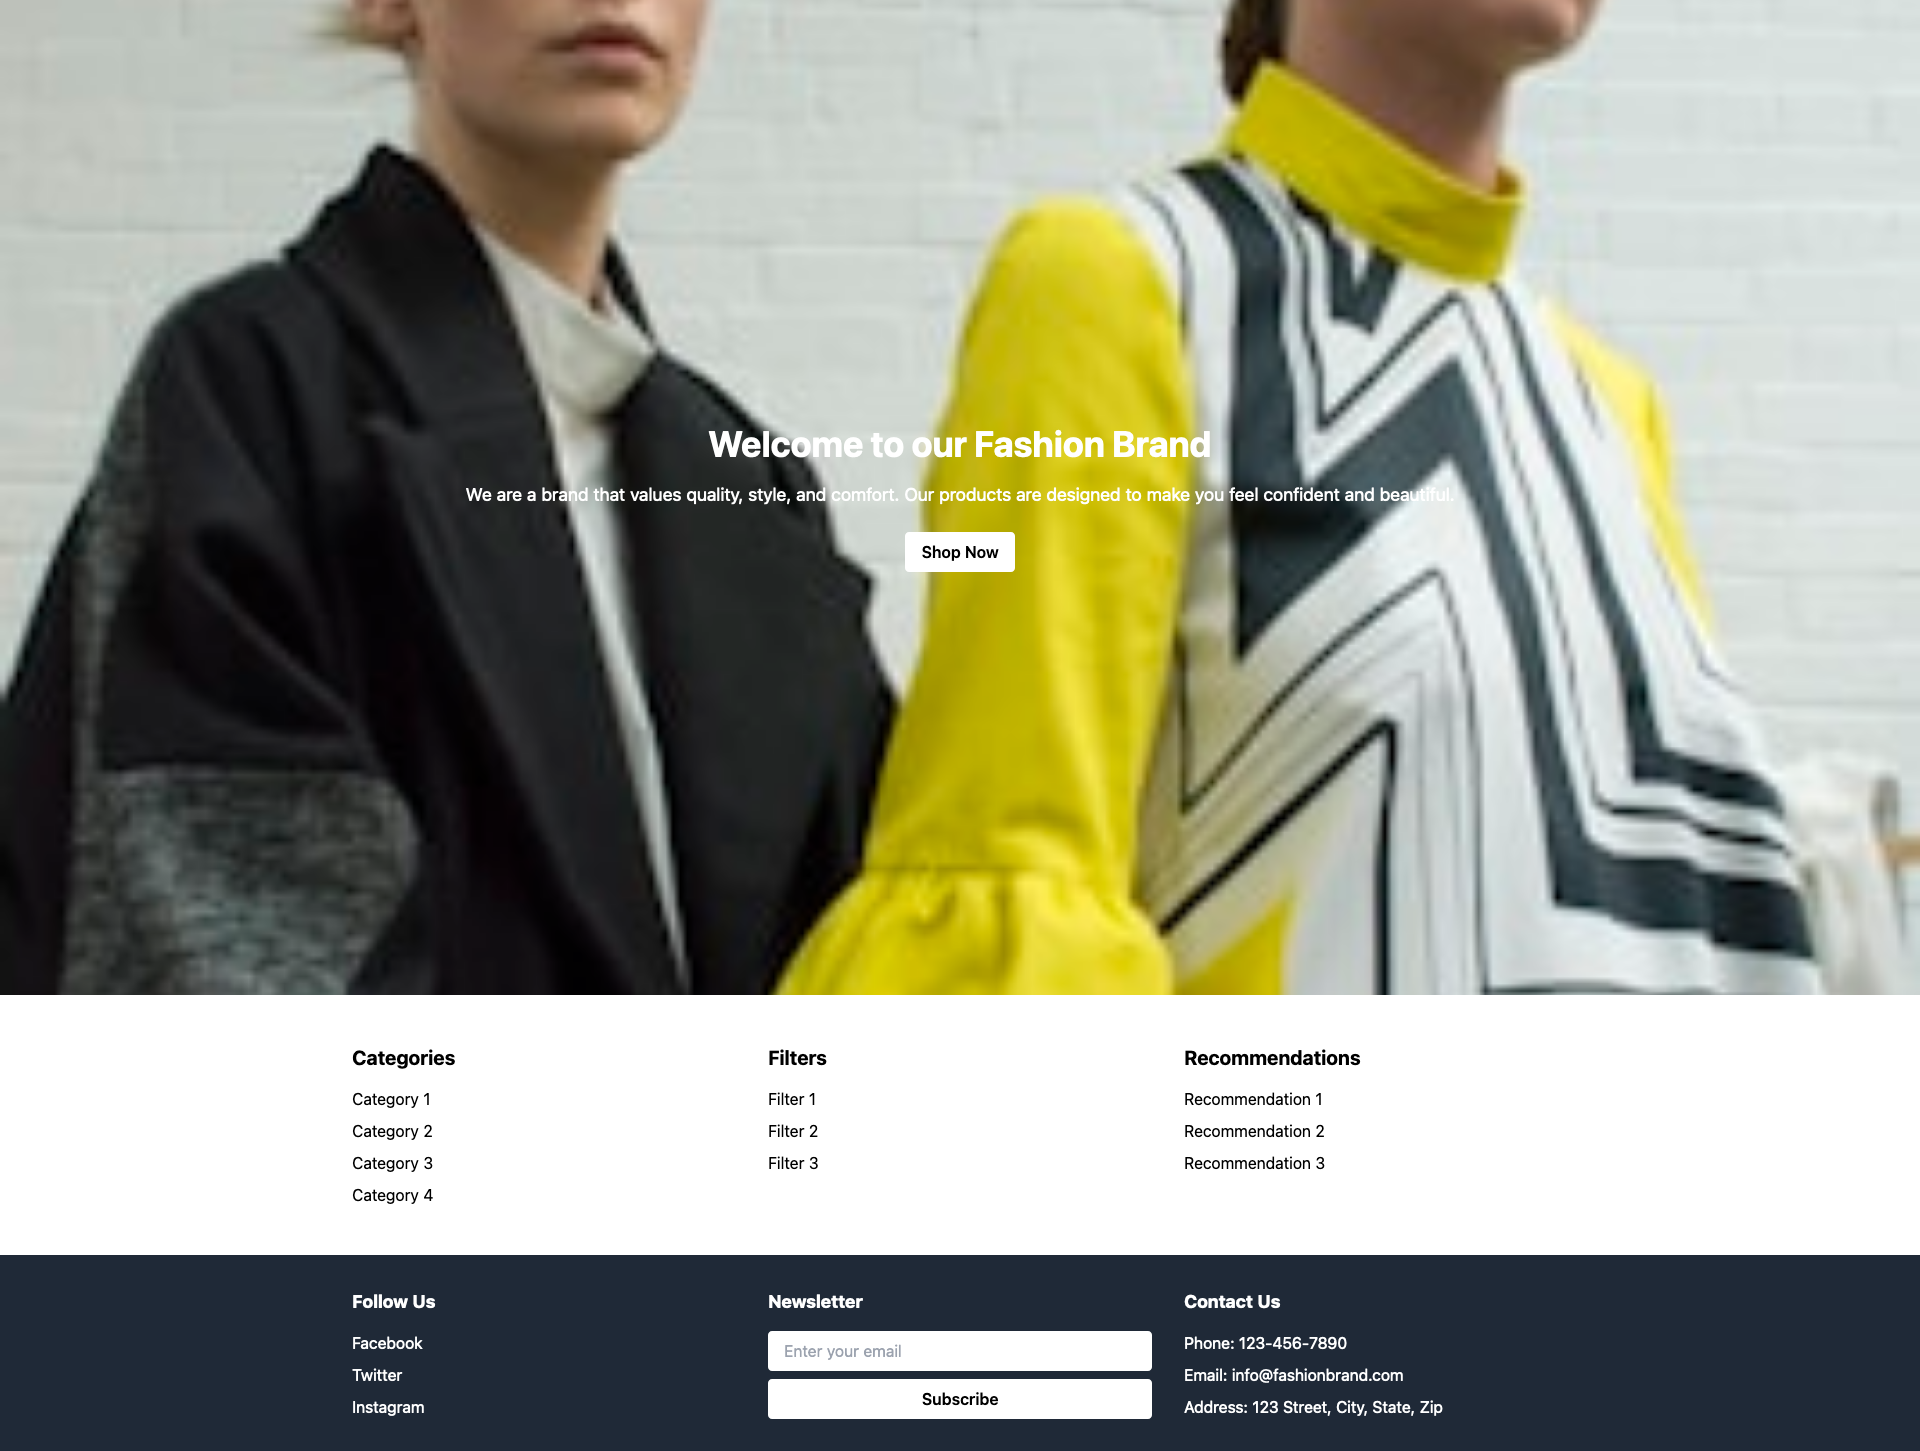 Welcome to our Fashion Brand
We are a brand that values quality, style, and comfort. Our products are designed to make you feel confident and beautiful.
Shop Now
Categories
Category 1
Category 2
Category 3
Category 4
Filters
Filter 1
Filter 2
Filter 3
Recommendations
Recommendation 1
Recommendation 2
Recommendation 3
Follow Us
Facebook
Twitter
Instagram
Newsletter
Enter your email
Subscribe
Contact Us
Phone: 123-456-7890
Email: info@fashionbrand.com
Address: 123 Street, City, State, Zip